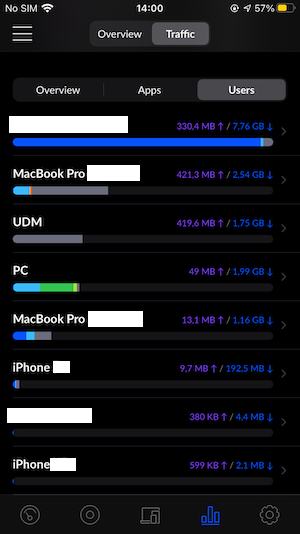 No SIM 14:00 57%
Overview Traffic
Overview Apps Users
330,4 MB ↑ / 7,76 GB ↓
MacBook Pro 421,3 MB ↑ / 2,54 GB ↓
UDM 419,6 MB ↑ / 1,75 GB ↓
PC 49 MB ↑ / 1,99 GB ↓
MacBook Pro 13,1 MB ↑ / 1,16 GB ↓
iPhone 9,7 MB ↑ / 192,5 MB ↓
380 KB ↑ / 4,4 MB ↓
iPhone 599 KB ↑ / 2,1 MB ↓